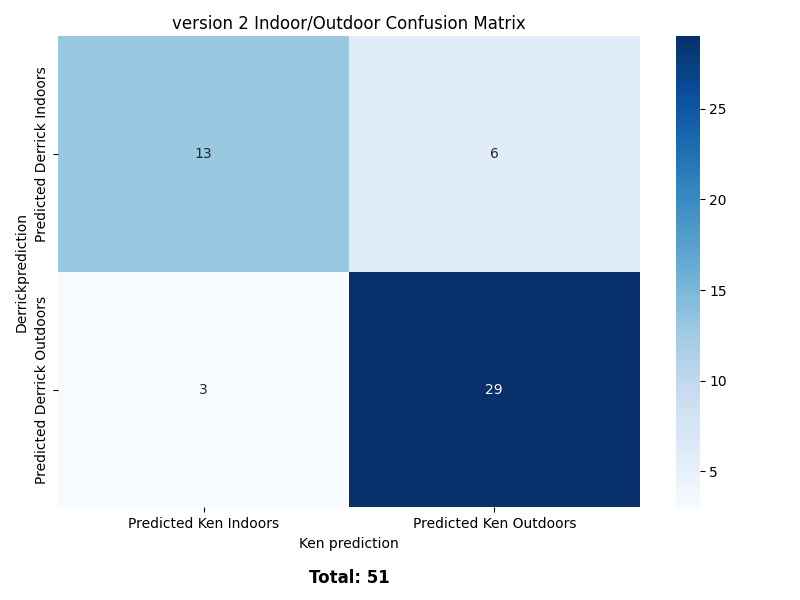 version 2 Indoor/Outdoor Confusion Matrix
Derrickprediction
Predicted Derrick Indoors
Predicted Derrick Outdoors
13
6
3
29
25
20
15
10
5
Predicted Ken Indoors
Predicted Ken Outdoors
Ken prediction
Total: 51